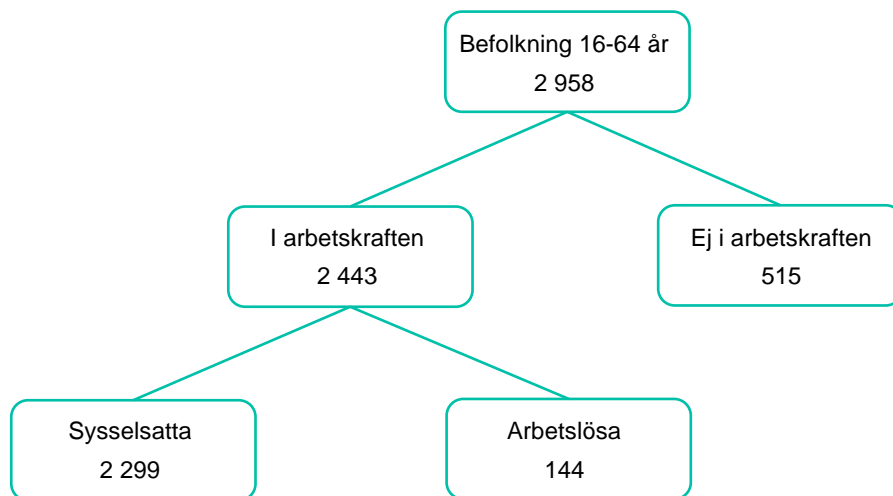 Befolkning 16-64 år
2 958
I arbetskraften
2 443
Ej i arbetskraften
515
Sysselsatta
2 299
Arbetslösa
144